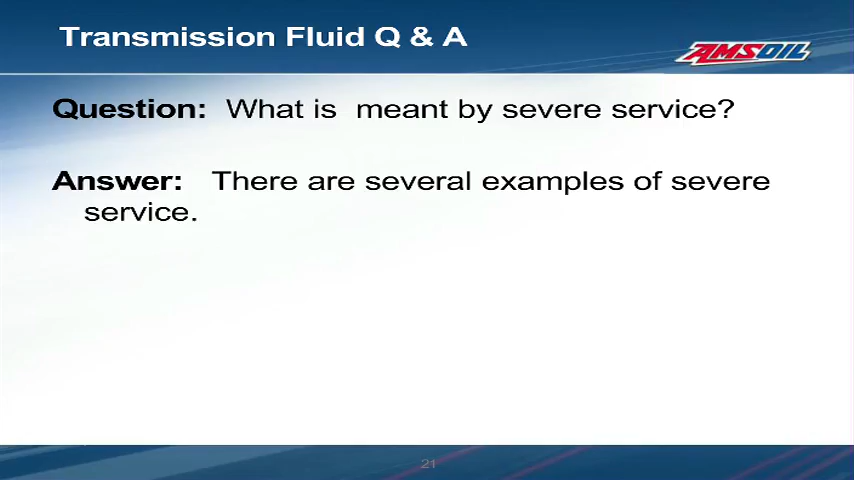 Transmission Fluid Q & A
AMSOIL
Question: What is meant by severe service?
Answer: There are several examples of severe
service.
21